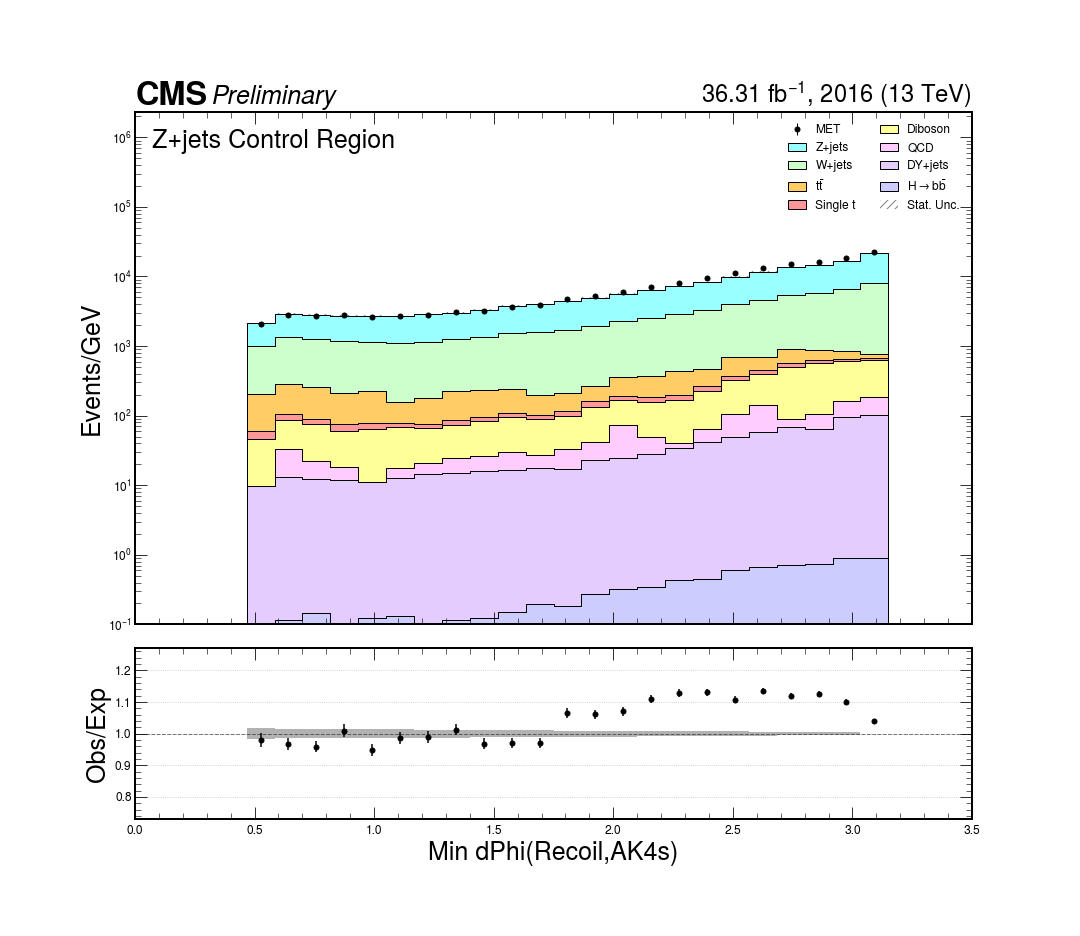 CMS Preliminary
36.31 fb⁻¹, 2016 (13 TeV)
Z+jets Control Region
MET
Z+jets
W+jets
tt̄
Single t
Diboson
QCD
DY+jets
H→bb̄
Stat. Unc.
Events/GeV
10⁶
10⁵
10⁴
10³
10²
10¹
10⁰
10⁻¹
Obs/Exp
1.2
1.1
1.0
0.9
0.8
0.0 0.5 1.0 1.5 2.0 2.5 3.0 3.5
Min dPhi(Recoil,AK4s)